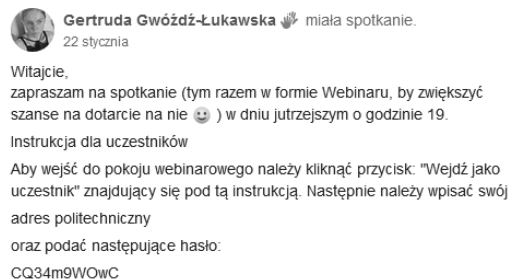 Gertruda Gwóźdź-Łukawska 👋 miała spotkanie.
22 stycznia
Witajcie,
zapraszam na spotkanie (tym razem w formie Webinaru, by zwiększyć
szanse na dotarcie na nie 🙂 ) w dniu jutrzejszym o godzinie 19.
Instrukcja dla uczestników
Aby wejść do pokoju webinarowego należy kliknąć przycisk: "Wejdź jako
uczestnik" znajdujący się pod tą instrukcją. Następnie należy wpisać swój
adres politechniczny
oraz podać następujące hasło:
CQ34m9WOwC